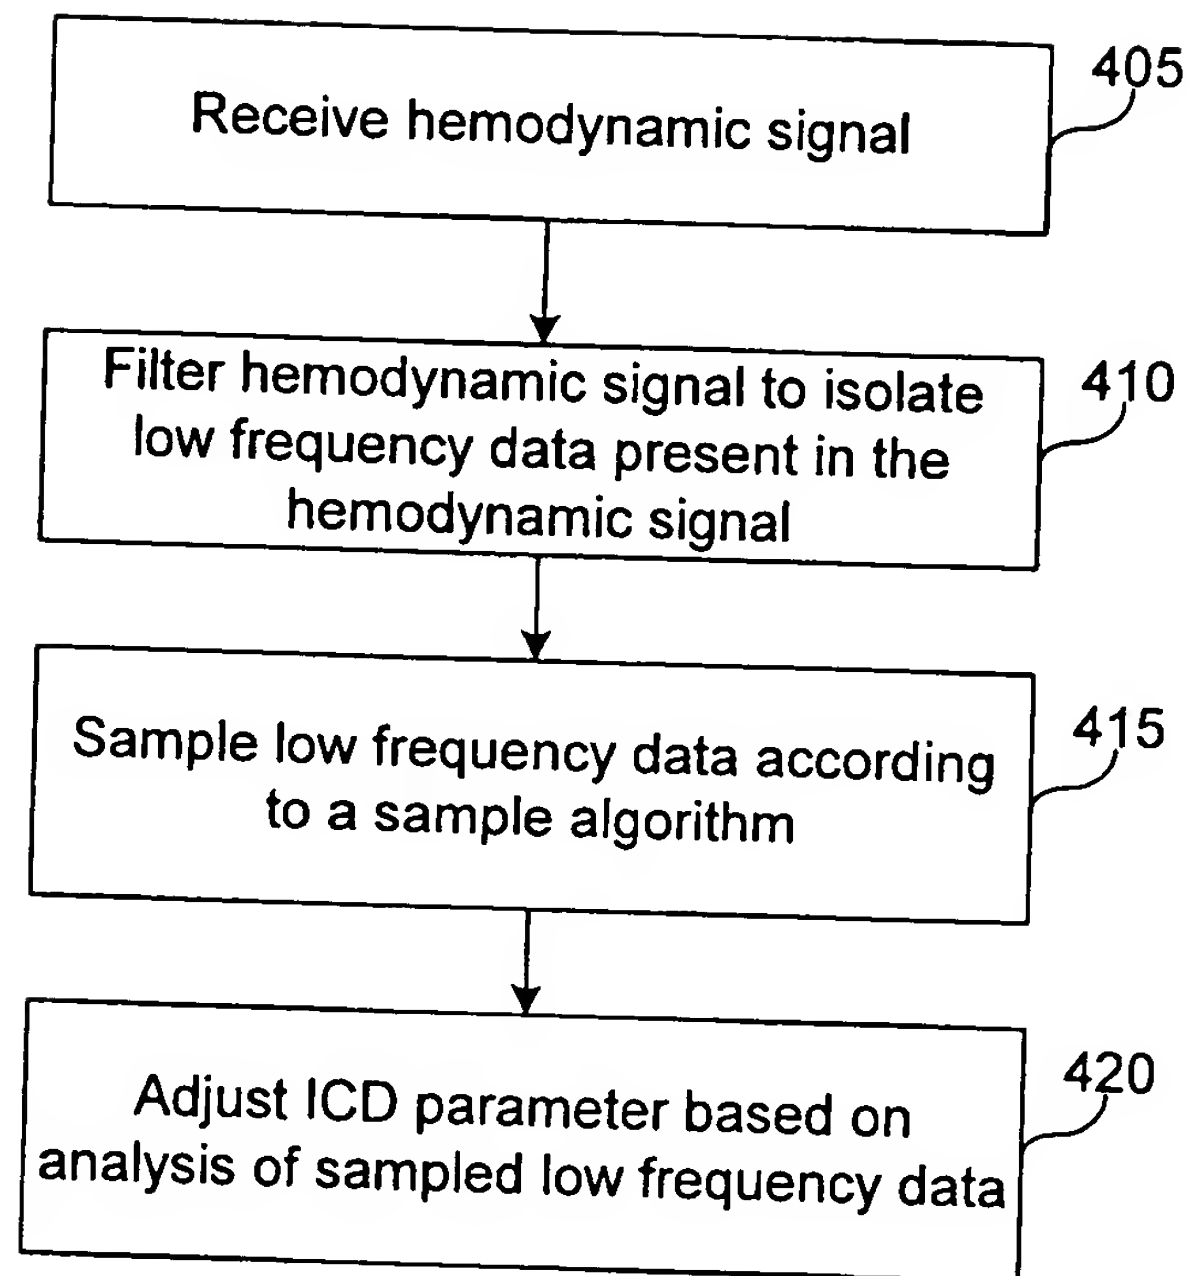 405
Receive hemodynamic signal
410
Filter hemodynamic signal to isolate
low frequency data present in the
hemodynamic signal
415
Sample low frequency data according
to a sample algorithm
420
Adjust ICD parameter based on
analysis of sampled low frequency data